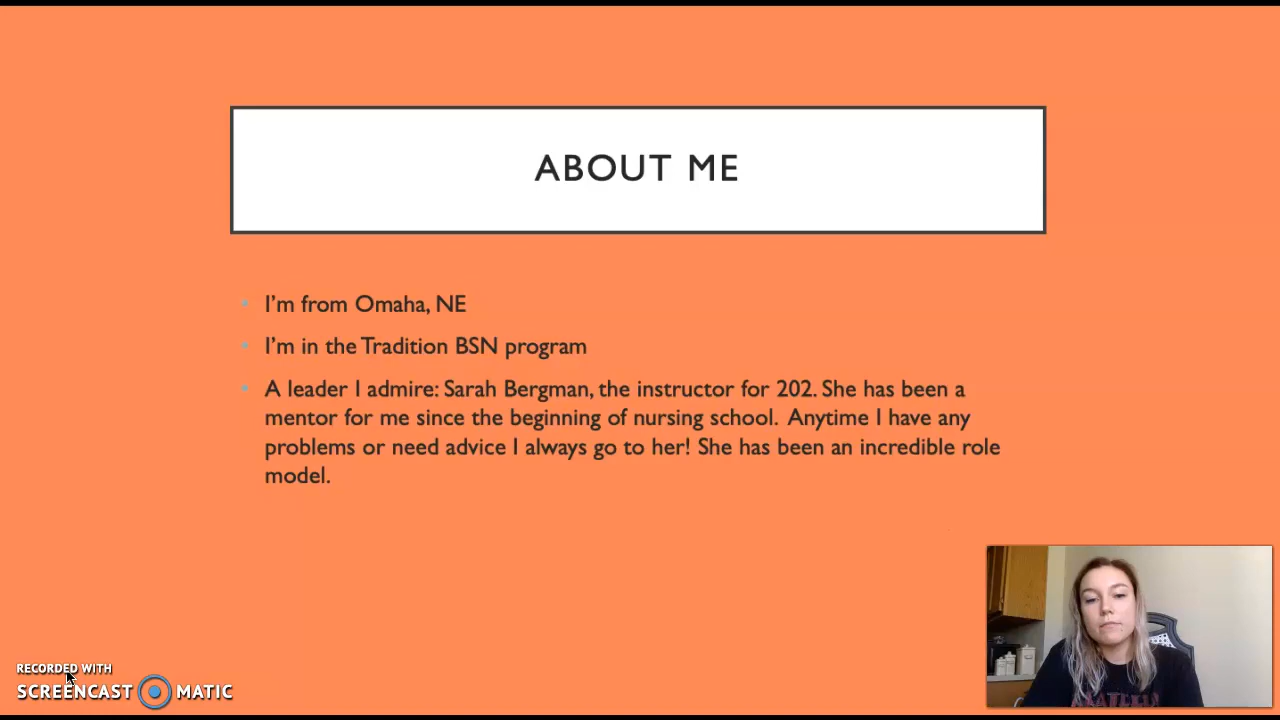 ABOUT ME
I'm from Omaha, NE
I'm in the Tradition BSN program
A leader I admire: Sarah Bergman, the instructor for 202. She has been a
mentor for me since the beginning of nursing school. Anytime I have any
problems or need advice I always go to her! She has been an incredible role
model.
RECORDED WITH
SCREENCAST MATIC